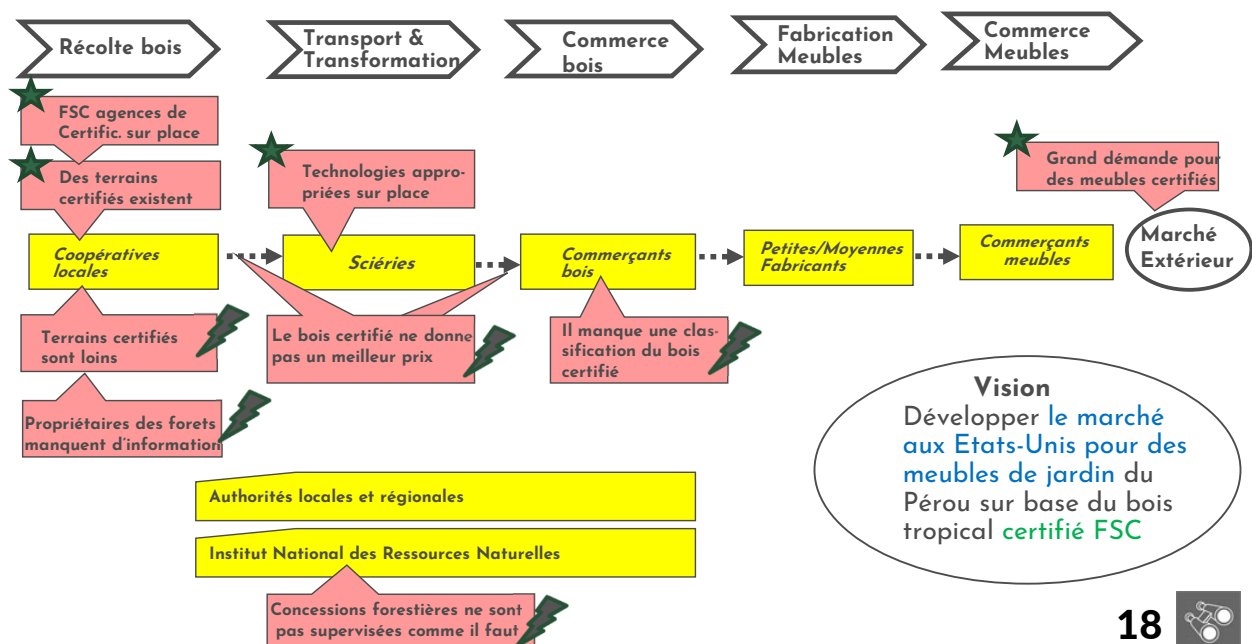 Récolte bois
Transport &
Transformation
Commerce
bois
Fabrication
Meubles
Commerce
Meubles
FSC agences de
Certific. sur place
Des terrains
certifiés existent
Technologies appro-
priées sur place
Grand démande pour
des meubles certifiés
Coopératives
locales
Sciéries
Commerçants
bois
Petites/Moyennes
Fabricants
Commerçants
meubles
Marché
Extérieur
Terrains certifiés
sont loins
Le bois certifié ne donne
pas un meilleur prix
Il manque une clas-
sification du bois
certifié
Propriétaires des forets
manquent d'information
Vision
Développer le marché
aux Etats-Unis pour des
meubles de jardin du
Pérou sur base du bois
tropical certifié FSC
Authorités locales et régionales
Institut National des Ressources Naturelles
Concessions forestières ne sont
pas supervisées comme il faut
18